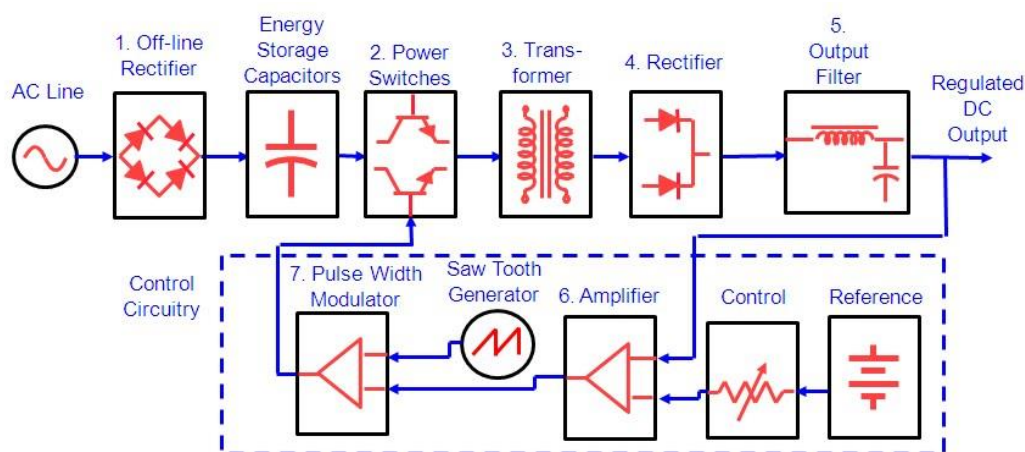 AC Line
1. Off-line
Rectifier
Energy
Storage
Capacitors
2. Power
Switches
3. Trans-
former
4. Rectifier
5.
Output
Filter
Regulated
DC
Output
Control
Circuitry
7. Pulse Width
Modulator
Saw Tooth
Generator
6. Amplifier
Control
Reference